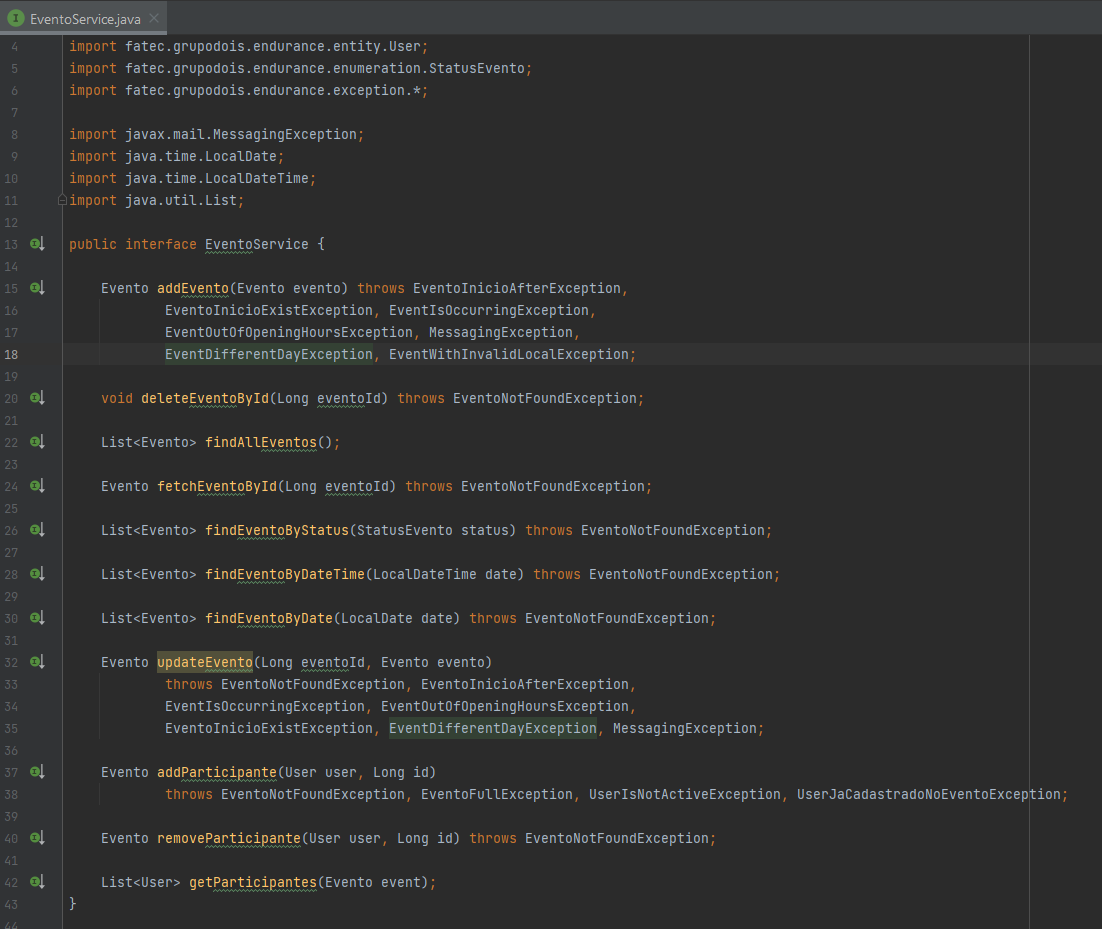 EventoService.java
4 import fatec.grupodois.endurance.entity.User;
5 import fatec.grupodois.endurance.enumeration.StatusEvento;
6 import fatec.grupodois.endurance.exception.*;
7
8 import javax.mail.MessagingException;
9 import java.time.LocalDate;
10 import java.time.LocalDateTime;
11 import java.util.List;
12
13 public interface EventoService {
14
15 Evento addEvento(Evento evento) throws EventoInicioAfterException,
16 EventoInicioExistException, EventIsOccurringException,
17 EventOutOfOpeningHoursException, MessagingException,
18 EventDifferentDayException, EventWithInvalidLocalException;
19
20 void deleteEventoById(Long eventoId) throws EventoNotFoundException;
21
22 List<Evento> findAllEventos();
23
24 Evento fetchEventoById(Long eventoId) throws EventoNotFoundException;
25
26 List<Evento> findEventoByStatus(StatusEvento status) throws EventoNotFoundException;
27
28 List<Evento> findEventoByDateTime(LocalDateTime date) throws EventoNotFoundException;
29
30 List<Evento> findEventoByDate(LocalDate date) throws EventoNotFoundException;
31
32 Evento updateEvento(Long eventoId, Evento evento)
33 throws EventoNotFoundException, EventoInicioAfterException,
34 EventIsOccurringException, EventOutOfOpeningHoursException,
35 EventoInicioExistException, EventDifferentDayException, MessagingException;
36
37 Evento addParticipante(User user, Long id)
38 throws EventoNotFoundException, EventoFullException, UserIsNotActiveException, UserJaCadastradoNoEventoException;
39
40 Evento removeParticipante(User user, Long id) throws EventoNotFoundException;
41
42 List<User> getParticipantes(Evento event);
43 }
44